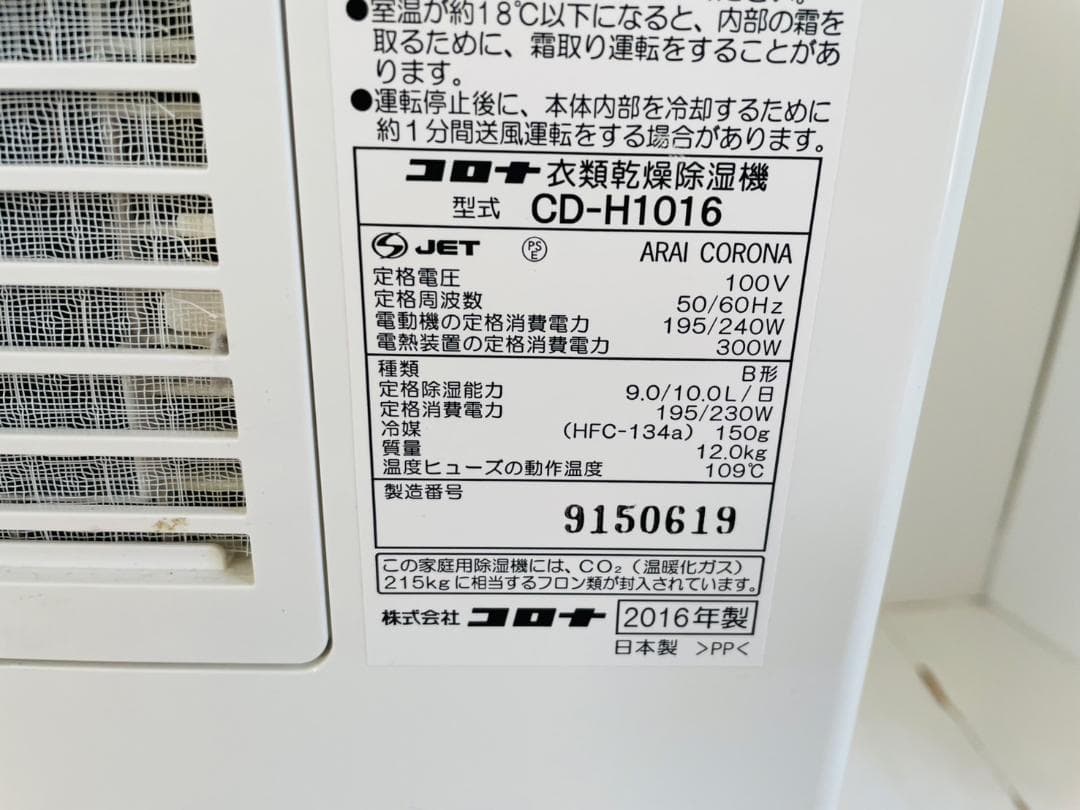 ●室温が約18℃以下になると、内部の霜を
取るために、霜取り運転をすることがあ
ります。
●運転停止後に、本体内部を冷却するために
約1分間送風運転をする場合があります。
コロナ 衣類乾燥除湿機
型式 CD-H1016
JET PSE ARAI CORONA
定格電圧 100V
定格周波数 50/60Hz
電動機の定格消費電力 195/240W
電熱装置の定格消費電力 300W
種類 B形
定格除湿能力 9.0/10.0L/日
定格消費電力 195/230W
冷媒 (HFC-134a) 150g
質量 12.0kg
温度ヒューズの動作温度 109℃
製造番号
9150619
この家庭用除湿機には、CO₂(温暖化ガス)
215kgに相当するフロン類が封入されています。
株式会社 コロナ 2016年製
日本製 >PP<